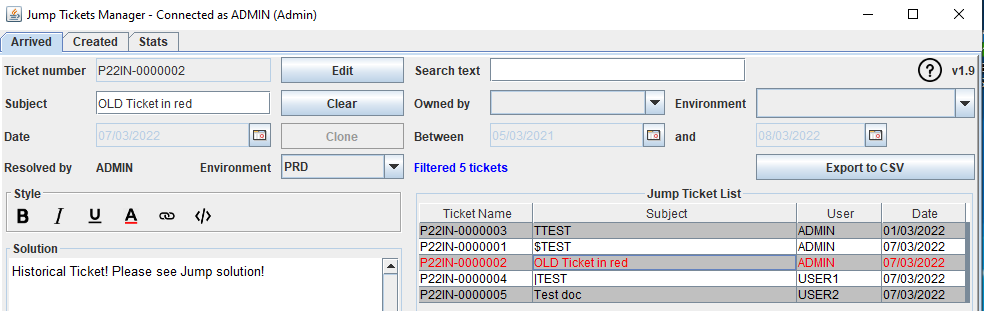 Jump Tickets Manager - Connected as ADMIN (Admin)
Arrived Created Stats
Ticket number P22IN-0000002 Edit Search text ? v1.9
Subject OLD Ticket in red Clear Owned by Environment
Date 07/03/2022 Clone Between 05/03/2021 and 08/03/2022
Resolved by ADMIN Environment PRD Filtered 5 tickets Export to CSV
Style
B I U A </>
Jump Ticket List
Ticket Name Subject User Date
P22IN-0000003 TTEST ADMIN 01/03/2022
P22IN-0000001 $TEST ADMIN 07/03/2022
P22IN-0000002 OLD Ticket in red ADMIN 07/03/2022
P22IN-0000004 |TEST USER1 07/03/2022
P22IN-0000005 Test doc USER2 07/03/2022
Solution
Historical Ticket! Please see Jump solution!